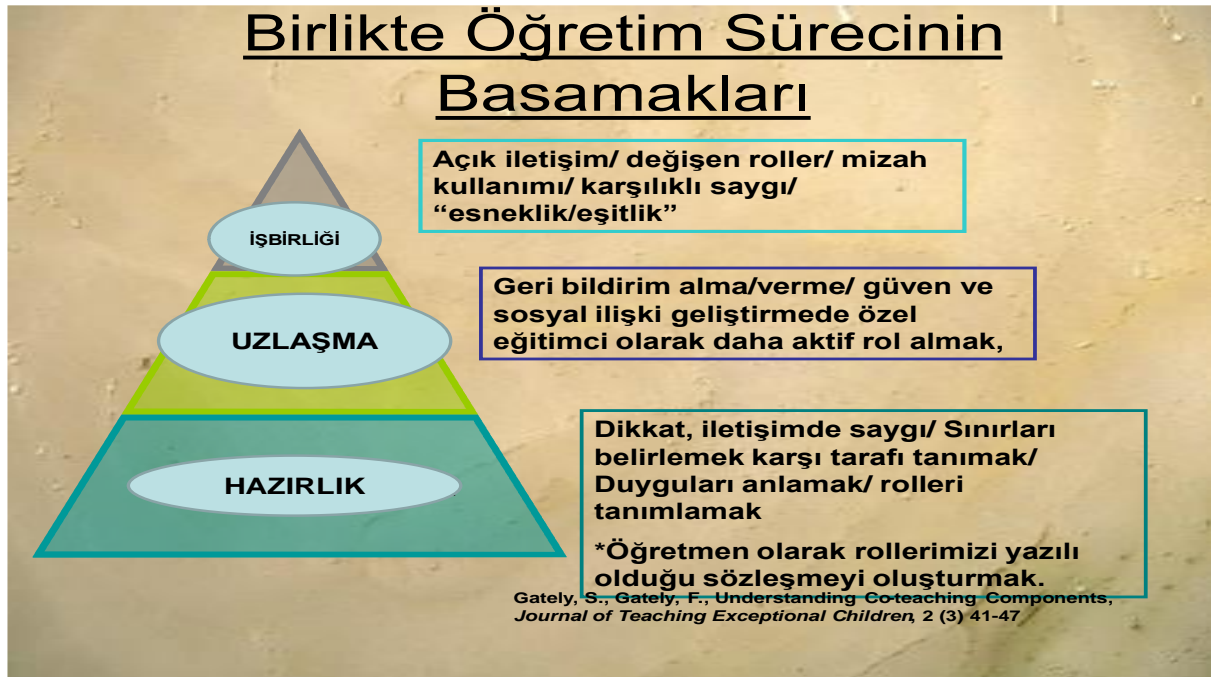 Birlikte Öğretim Sürecinin
Basamakları
Açık iletişim/ değişen roller/ mizah
kullanımı/ karşılıklı saygı/
“esneklik/eşitlik”
İŞBİRLİĞİ
Geri bildirim alma/verme/ güven ve
sosyal ilişki geliştirmede özel
eğitimci olarak daha aktif rol almak,
UZLAŞMA
Dikkat, iletişimde saygı/ Sınırları
belirlemek karşı tarafı tanımak/
Duyguları anlamak/ rolleri
tanımlamak
*Öğretmen olarak rollerimizi yazılı
olduğu sözleşmeyi oluşturmak.
HAZIRLIK
Gately, S., Gately, F., Understanding Co-teaching Components,
Journal of Teaching Exceptional Children, 2 (3) 41-47